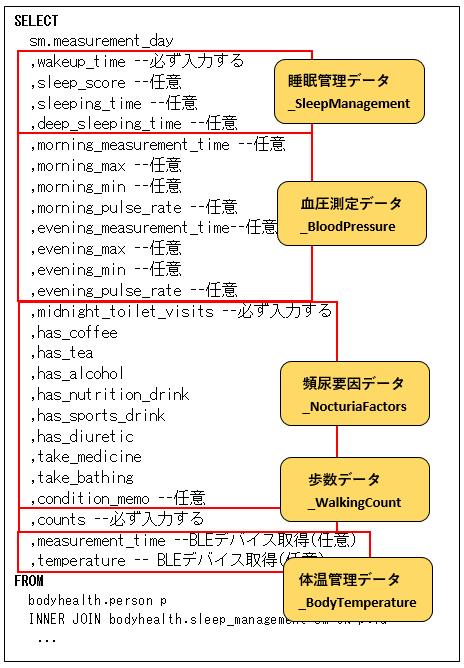 SELECT
sm.measurement_day
,wakeup_time --必ず入力する
,sleep_score --任意
,sleeping_time --任意
,deep_sleeping_time --任意
睡眠管理データ
_SleepManagement
,morning_measurement_time --任意
,morning_max --任意
,morning_min --任意
,morning_pulse_rate --任意
,evening_measurement_time--任意
,evening_max --任意
,evening_min --任意
,evening_pulse_rate --任意
血圧測定データ
_BloodPressure
,midnight_toilet_visits --必ず入力する
,has_coffee
,has_tea
,has_alcohol
,has_nutrition_drink
,has_sports_drink
,has_diuretic
,take_medicine
,take_bathing
,condition_memo --任意
頻尿要因データ
_NocturiaFactors
,counts --必ず入力する
歩数データ
_WalkingCount
,measurement_time --BLEデバイス取得(任意)
,temperature -- BLEデバイス取得(任意)
体温管理データ
_BodyTemperature
FROM
bodyhealth.person p
INNER JOIN bodyhealth.sleep_management
...